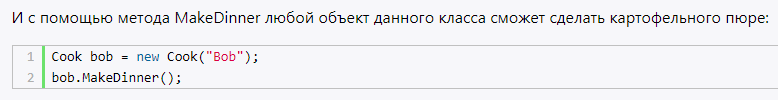 И с помощью метода MakeDinner любой объект данного класса сможет сделать картофельного пюре:
1 Cook bob = new Cook("Bob");
2 bob.MakeDinner();